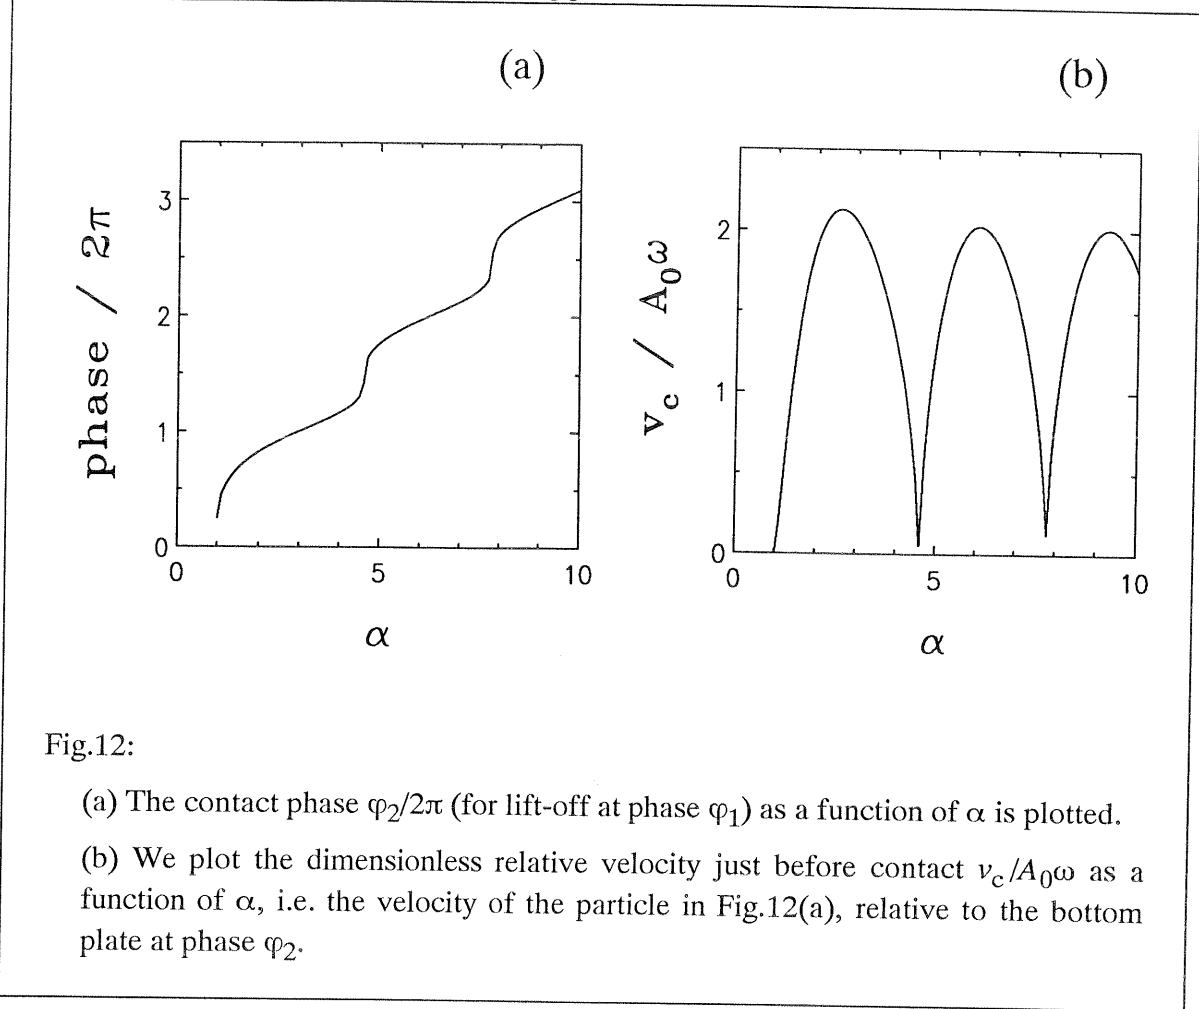 (a)
(b)
phase / 2π
3
2
1
0
0
5
10
α
v_c / A_0ω
2
1
0
0
5
10
α
Fig.12:
(a) The contact phase φ₂/2π (for lift-off at phase φ₁) as a function of α is plotted.
(b) We plot the dimensionless relative velocity just before contact v_c/A₀ω as a
function of α, i.e. the velocity of the particle in Fig.12(a), relative to the bottom
plate at phase φ₂.